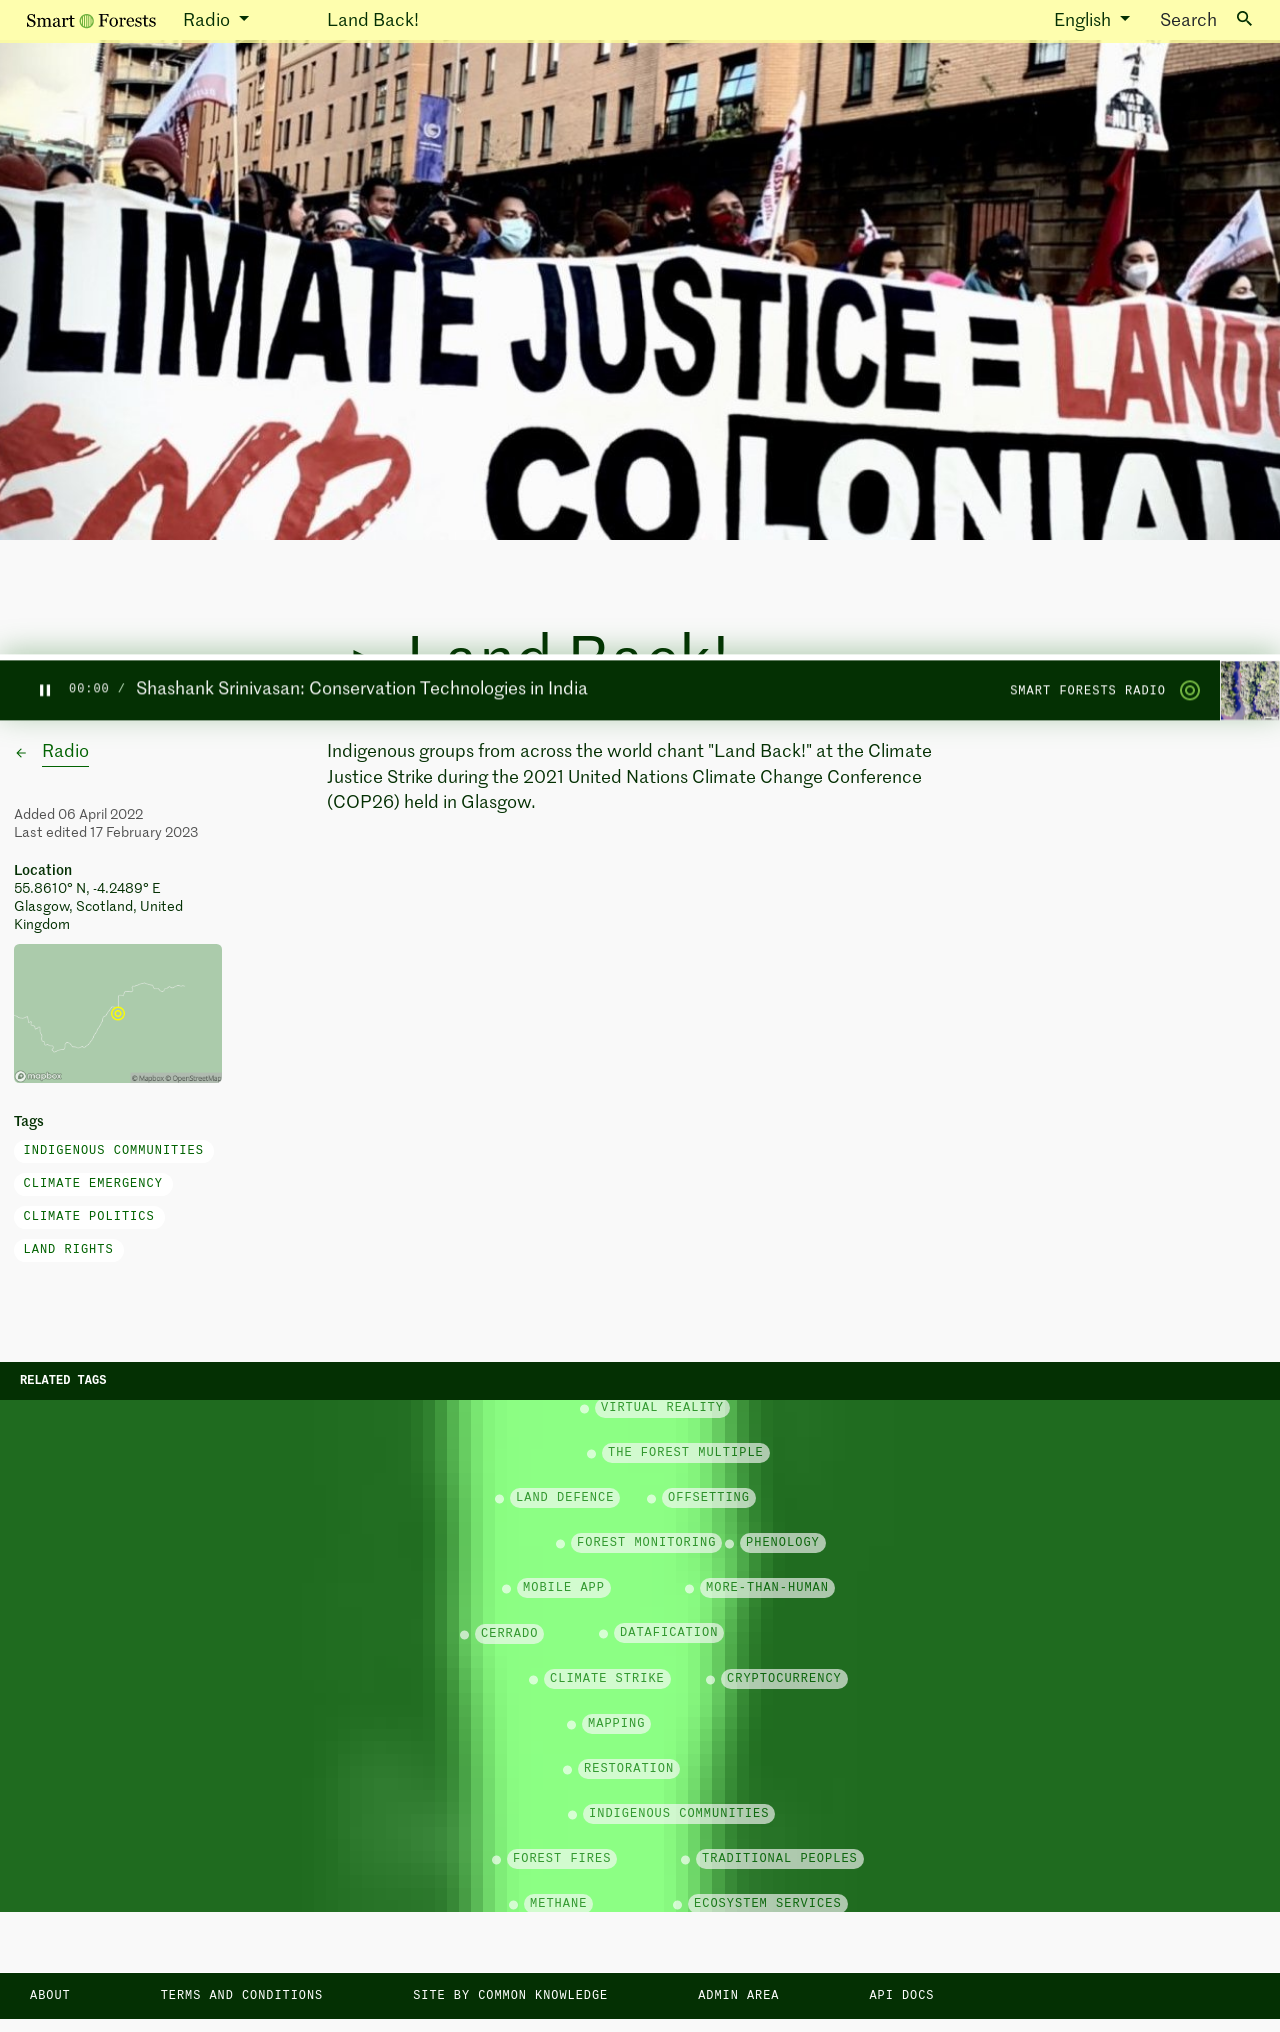 Smart Forests Radio Land Back! English Search
NO LIES
CLIMATE JUSTICE = LAND
END COLONIAL
Land Back!
00:00 / Shashank Srinivasan: Conservation Technologies in India SMART FORESTS RADIO
Radio
Indigenous groups from across the world chant "Land Back!" at the Climate
Justice Strike during the 2021 United Nations Climate Change Conference
(COP26) held in Glasgow.
Added 06 April 2022
Last edited 17 February 2023
Location
55.8610° N, -4.2489° E
Glasgow, Scotland, United
Kingdom
mapbox © Mapbox © OpenStreetMap
Tags
INDIGENOUS COMMUNITIES
CLIMATE EMERGENCY
CLIMATE POLITICS
LAND RIGHTS
RELATED TAGS
VIRTUAL REALITY
THE FOREST MULTIPLE
LAND DEFENCE OFFSETTING
FOREST MONITORING PHENOLOGY
MOBILE APP MORE-THAN-HUMAN
CERRADO DATAFICATION
CLIMATE STRIKE CRYPTOCURRENCY
MAPPING
RESTORATION
INDIGENOUS COMMUNITIES
FOREST FIRES TRADITIONAL PEOPLES
METHANE ECOSYSTEM SERVICES
ABOUT TERMS AND CONDITIONS SITE BY COMMON KNOWLEDGE ADMIN AREA API DOCS